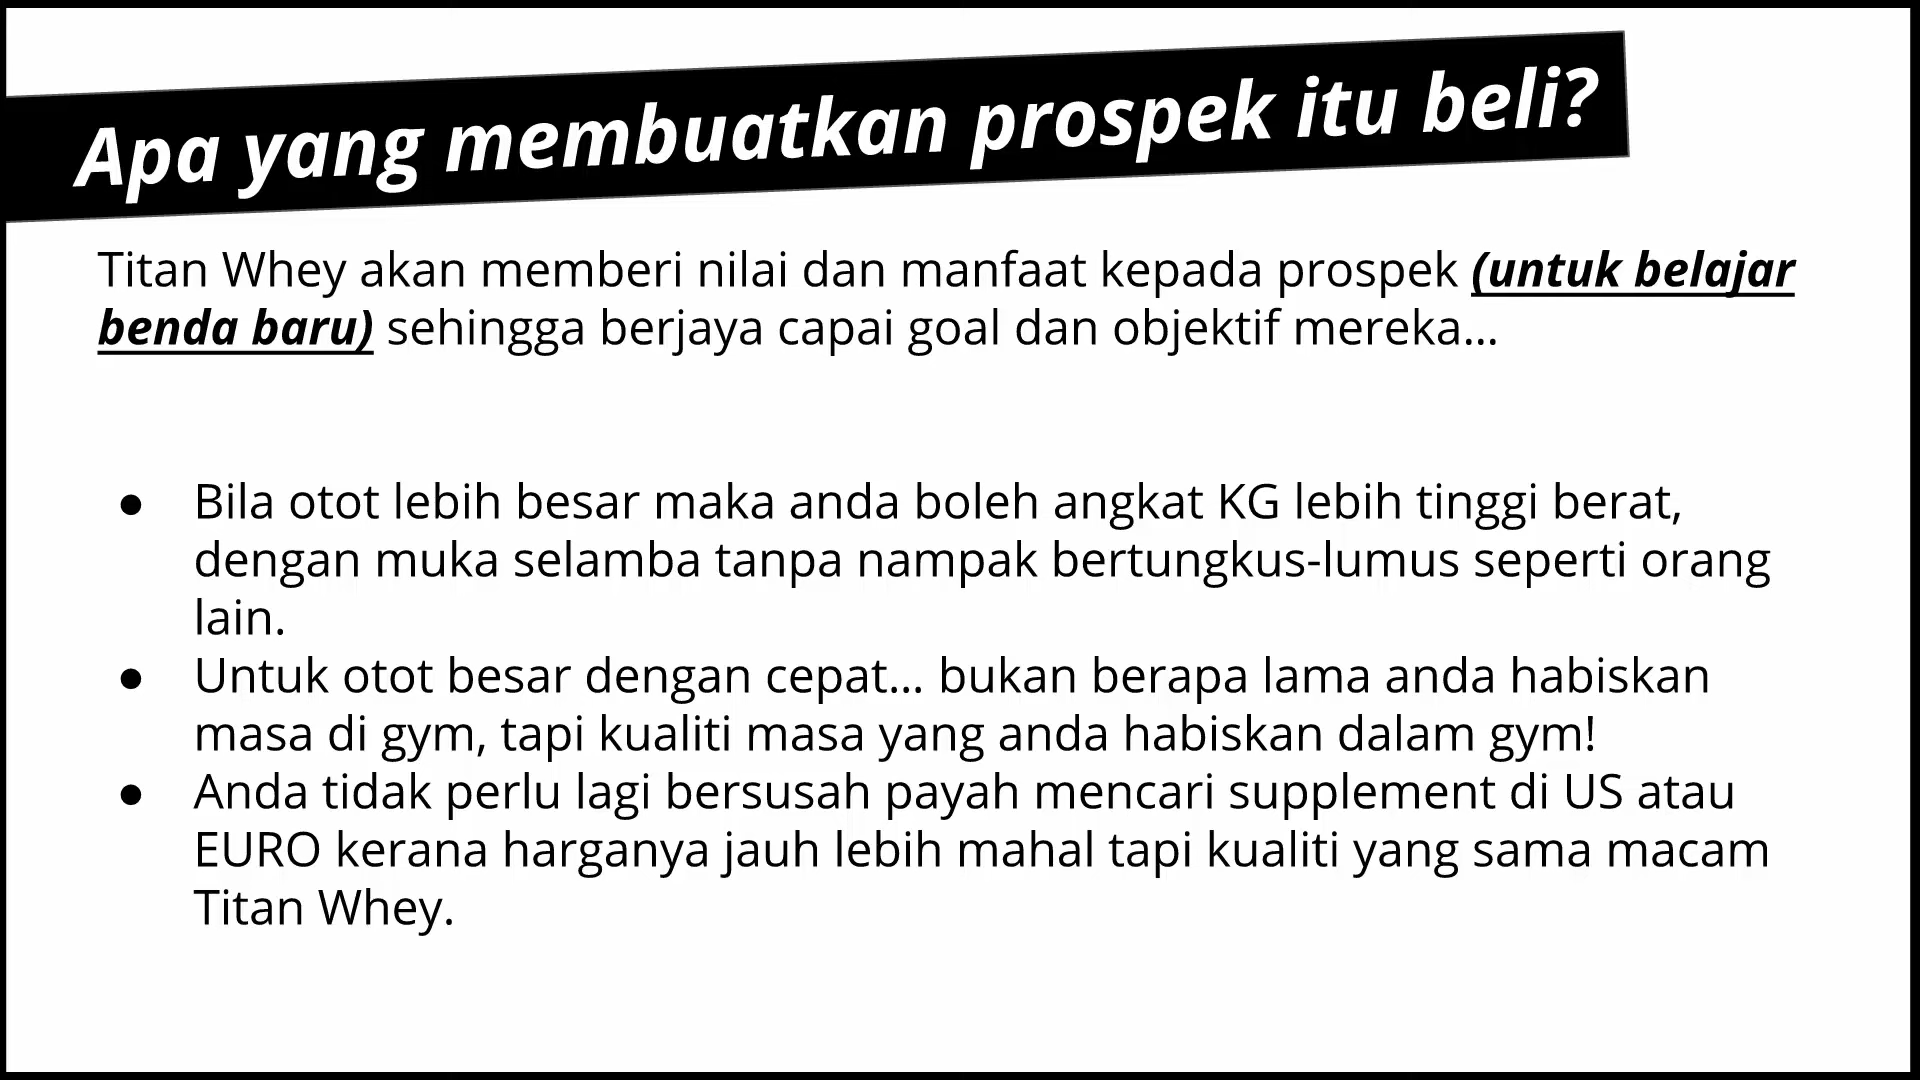 Apa yang membuatkan prospek itu beli?
Titan Whey akan memberi nilai dan manfaat kepada prospek (untuk belajar
benda baru) sehingga berjaya capai goal dan objektif mereka...
● Bila otot lebih besar maka anda boleh angkat KG lebih tinggi berat,
dengan muka selamba tanpa nampak bertungkus-lumus seperti orang
lain.
● Untuk otot besar dengan cepat... bukan berapa lama anda habiskan
masa di gym, tapi kualiti masa yang anda habiskan dalam gym!
● Anda tidak perlu lagi bersusah payah mencari supplement di US atau
EURO kerana harganya jauh lebih mahal tapi kualiti yang sama macam
Titan Whey.